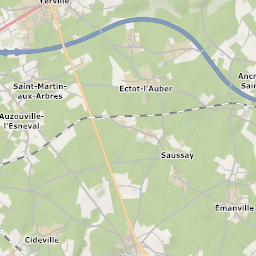 Yerville
Saint-Martin-
aux-Arbres
Ectot-l'Auber
Auzouville-
l'Esneval
Saussay
Émanville
Cideville